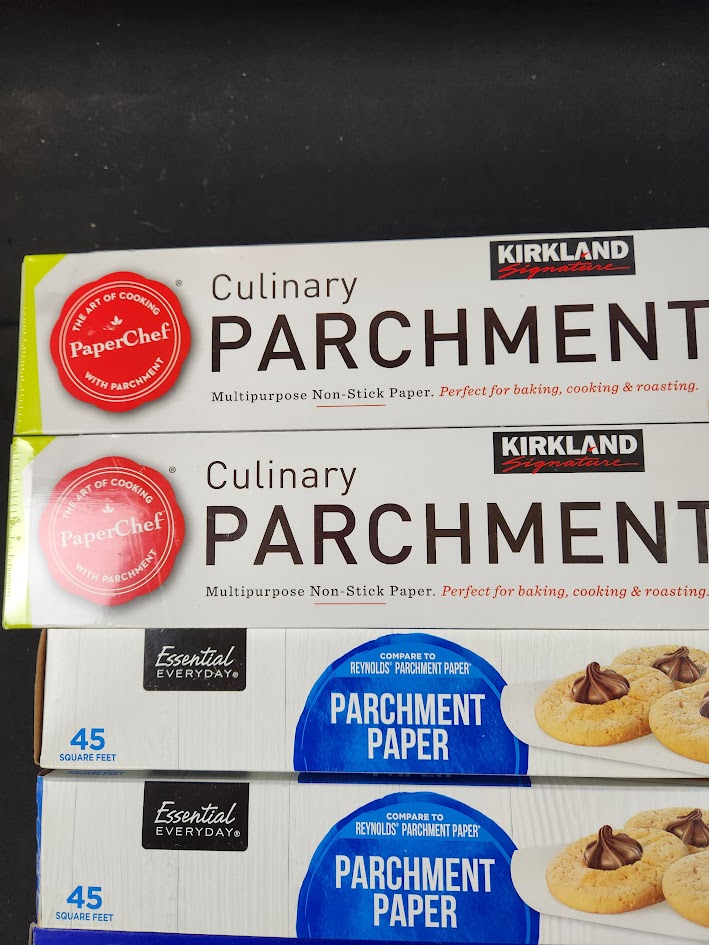 KIRKLAND
Signature
THE ART OF COOKING
PaperChef
WITH PARCHMENT
®
Culinary
PARCHMENT
Multipurpose Non-Stick Paper. Perfect for baking, cooking & roasting.
KIRKLAND
Signature
THE ART OF COOKING
PaperChef
WITH PARCHMENT
®
Culinary
PARCHMENT
Multipurpose Non-Stick Paper. Perfect for baking, cooking & roasting.
Essential
EVERYDAY®
COMPARE TO
REYNOLDS® PARCHMENT PAPER*
PARCHMENT
PAPER
45
SQUARE FEET
SQUARE FEET
PAPER
Essential
EVERYDAY®
COMPARE TO
REYNOLDS® PARCHMENT PAPER*
PARCHMENT
PAPER
45
SQUARE FEET